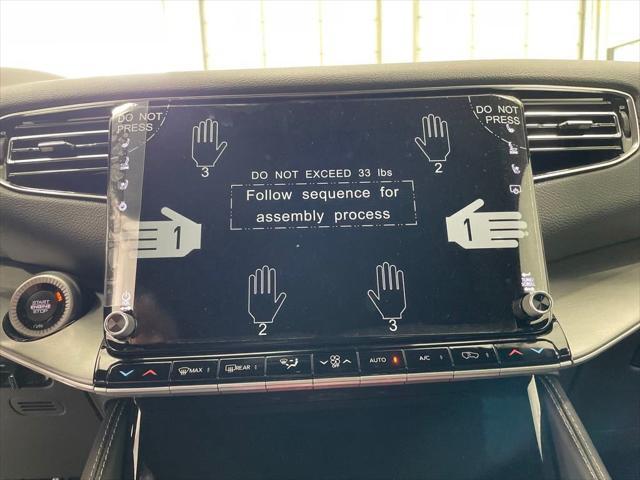 DO NOT
PRESS
DO NOT
PRESS
3
2
DO NOT EXCEED 33 lbs
Follow sequence for
assembly process
1
1
2
3
START
ENGINE
STOP
MAX
REAR
OFF
AUTO
A/C